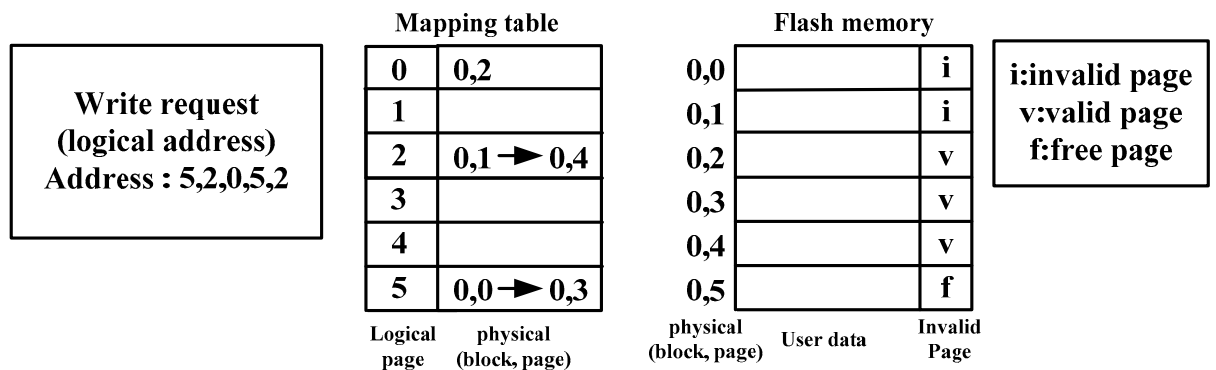 Write request
(logical address)
Address : 5,2,0,5,2
Mapping table
0 0,2
1
2 0,1 → 0,4
3
4
5 0,0 → 0,3
Logical page
physical (block, page)
Flash memory
0,0 i
0,1 i
0,2 v
0,3 v
0,4 v
0,5 f
physical (block, page)
User data
Invalid Page
i:invalid page
v:valid page
f:free page